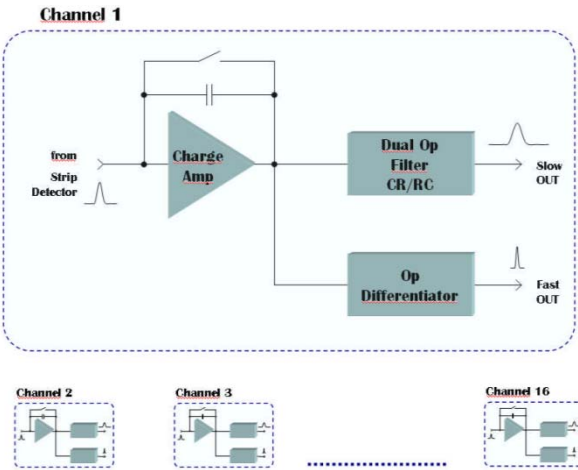 Channel 1
from
Strip
Detector
Charge
Amp
Dual Op
Filter
CR/RC
Slow
OUT
Op
Differentiator
Fast
OUT
Channel 2
Channel 3
Channel 16